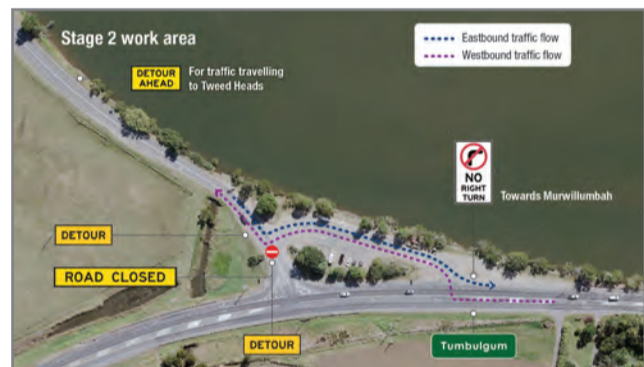 Stage 2 work area
Eastbound traffic flow
Westbound traffic flow
DETOUR
AHEAD
For traffic travelling
to Tweed Heads
NO
RIGHT
TURN
Towards Murwillumbah
DETOUR
ROAD CLOSED
DETOUR
Tumbulgum